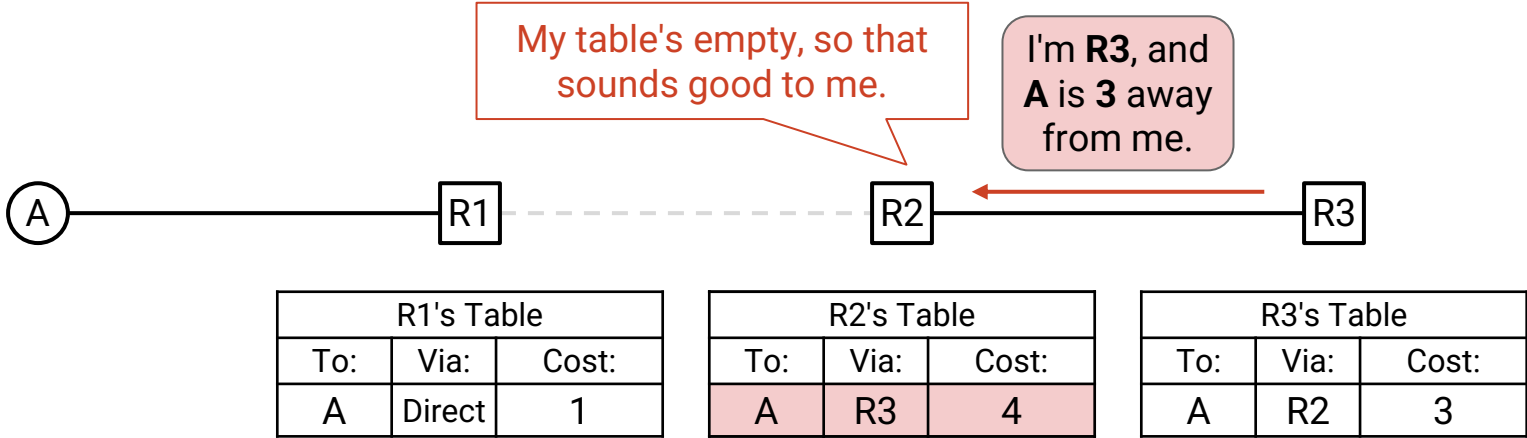 My table's empty, so that
sounds good to me.
I'm R3, and
A is 3 away
from me.
A
R1
R2
R3
R1's Table
To: Via: Cost:
A Direct 1
R2's Table
To: Via: Cost:
A R3 4
R3's Table
To: Via: Cost:
A R2 3